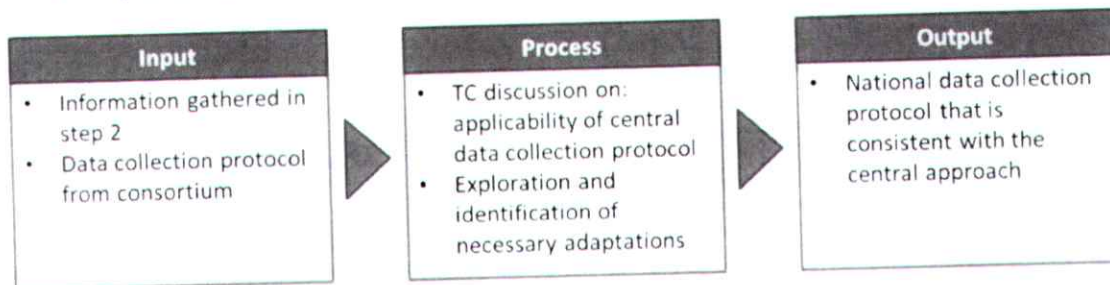 Input
• Information gathered in
step 2
• Data collection protocol
from consortium
Process
• TC discussion on:
applicability of central
data collection protocol
• Exploration and
identification of
necessary adaptations
Output
• National data collection
protocol that is
consistent with the
central approach